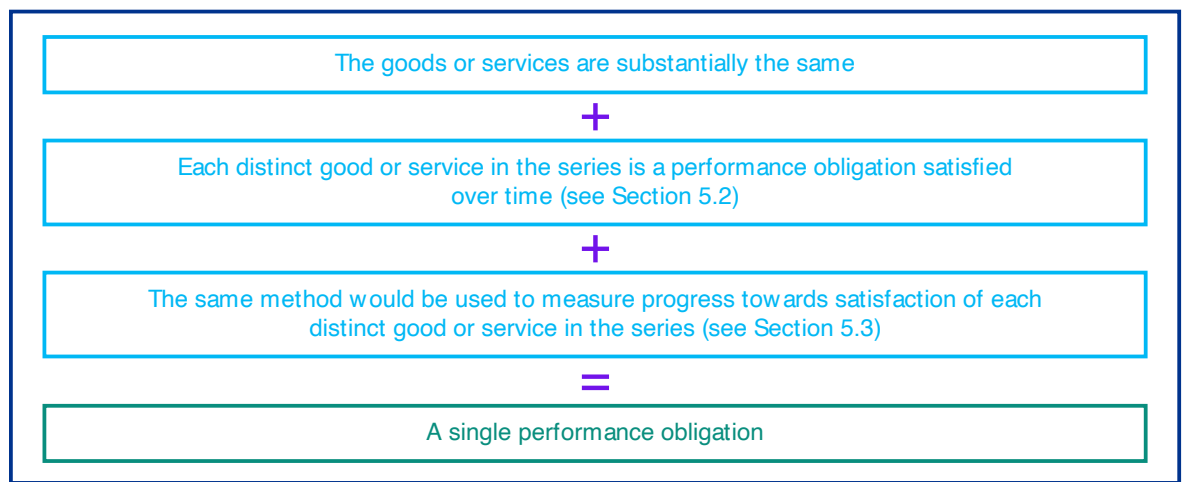 The goods or services are substantially the same
+
Each distinct good or service in the series is a performance obligation satisfied
over time (see Section 5.2)
+
The same method would be used to measure progress towards satisfaction of each
distinct good or service in the series (see Section 5.3)
=
A single performance obligation